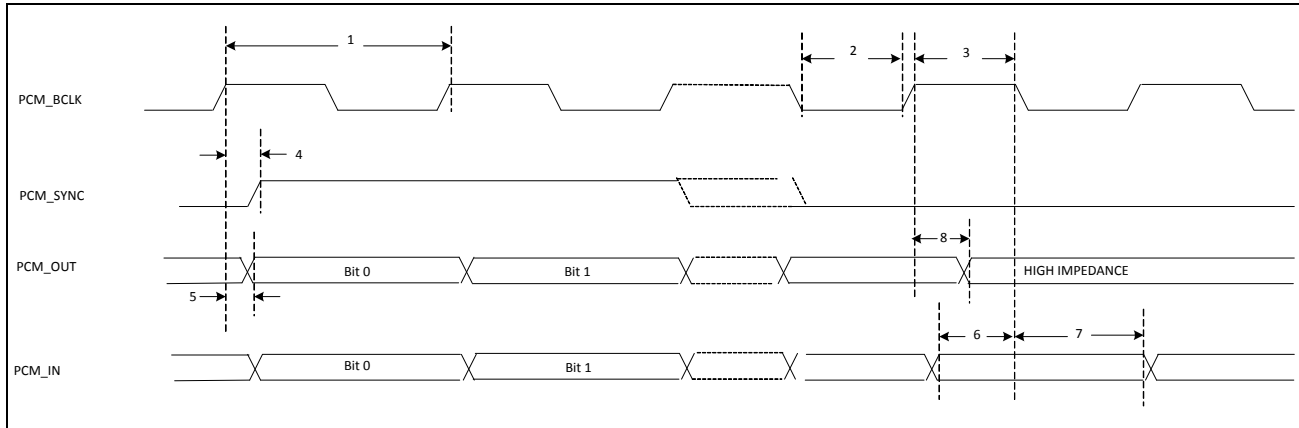 1
2
3
PCM_BCLK
4
PCM_SYNC
8
PCM_OUT
Bit 0
Bit 1
HIGH IMPEDANCE
5
6
7
PCM_IN
Bit 0
Bit 1